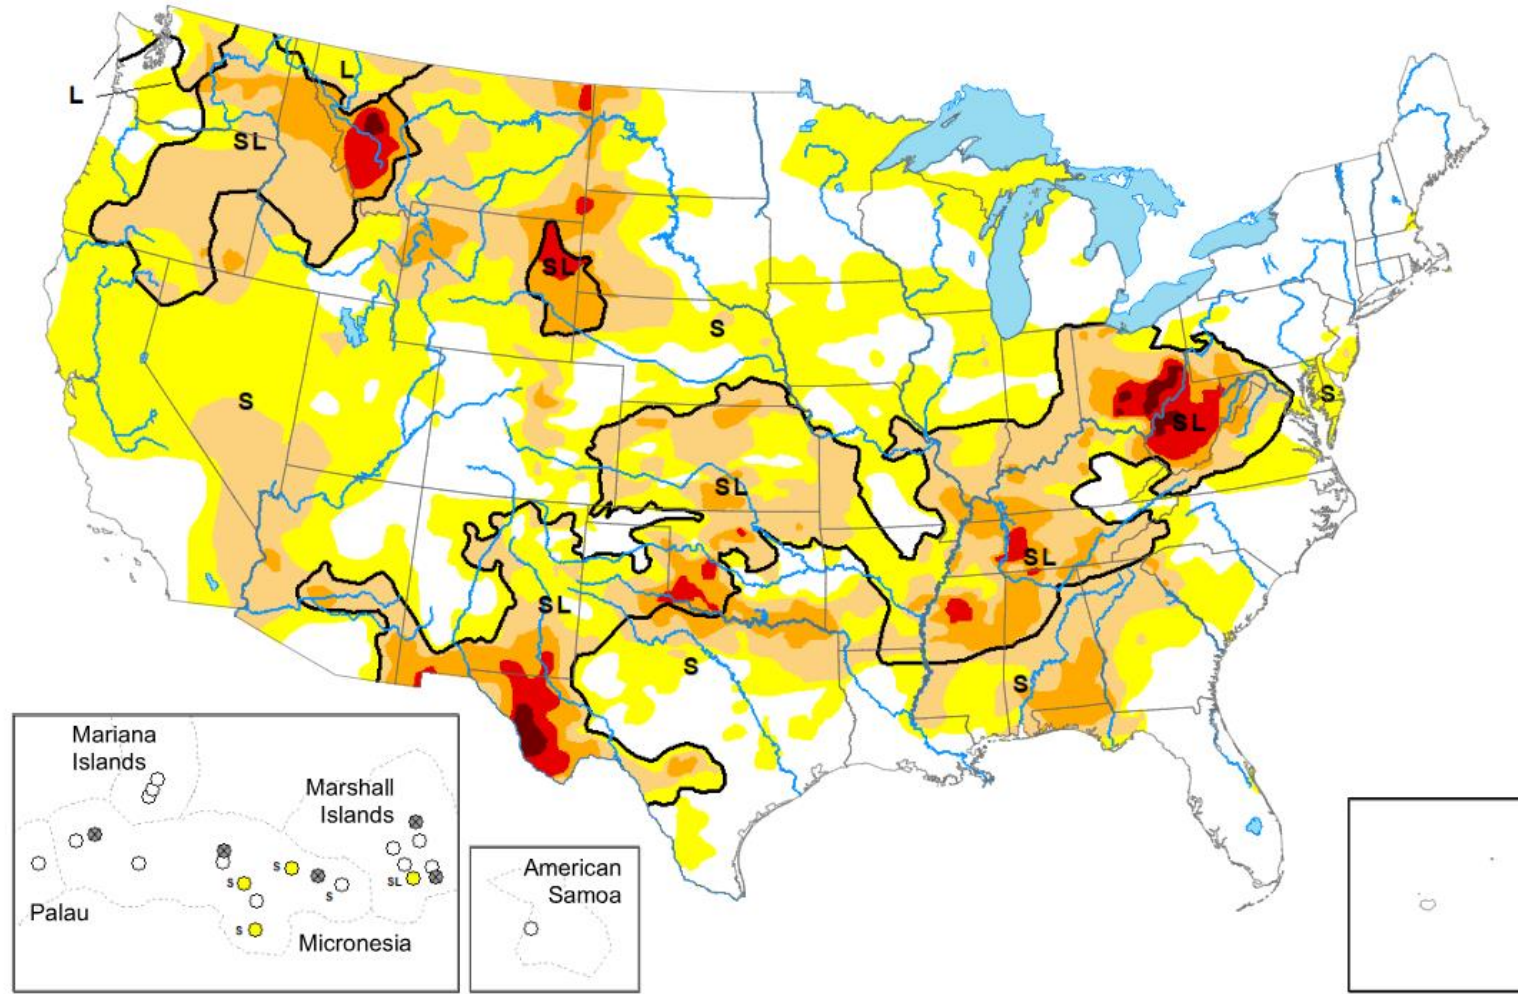 L
L
SL
SL
S
S
S
SL
SL
SL
SL
S
S
Mariana
Islands
Marshall
Islands
S
S
S
SL
S
Palau
Micronesia
American
Samoa